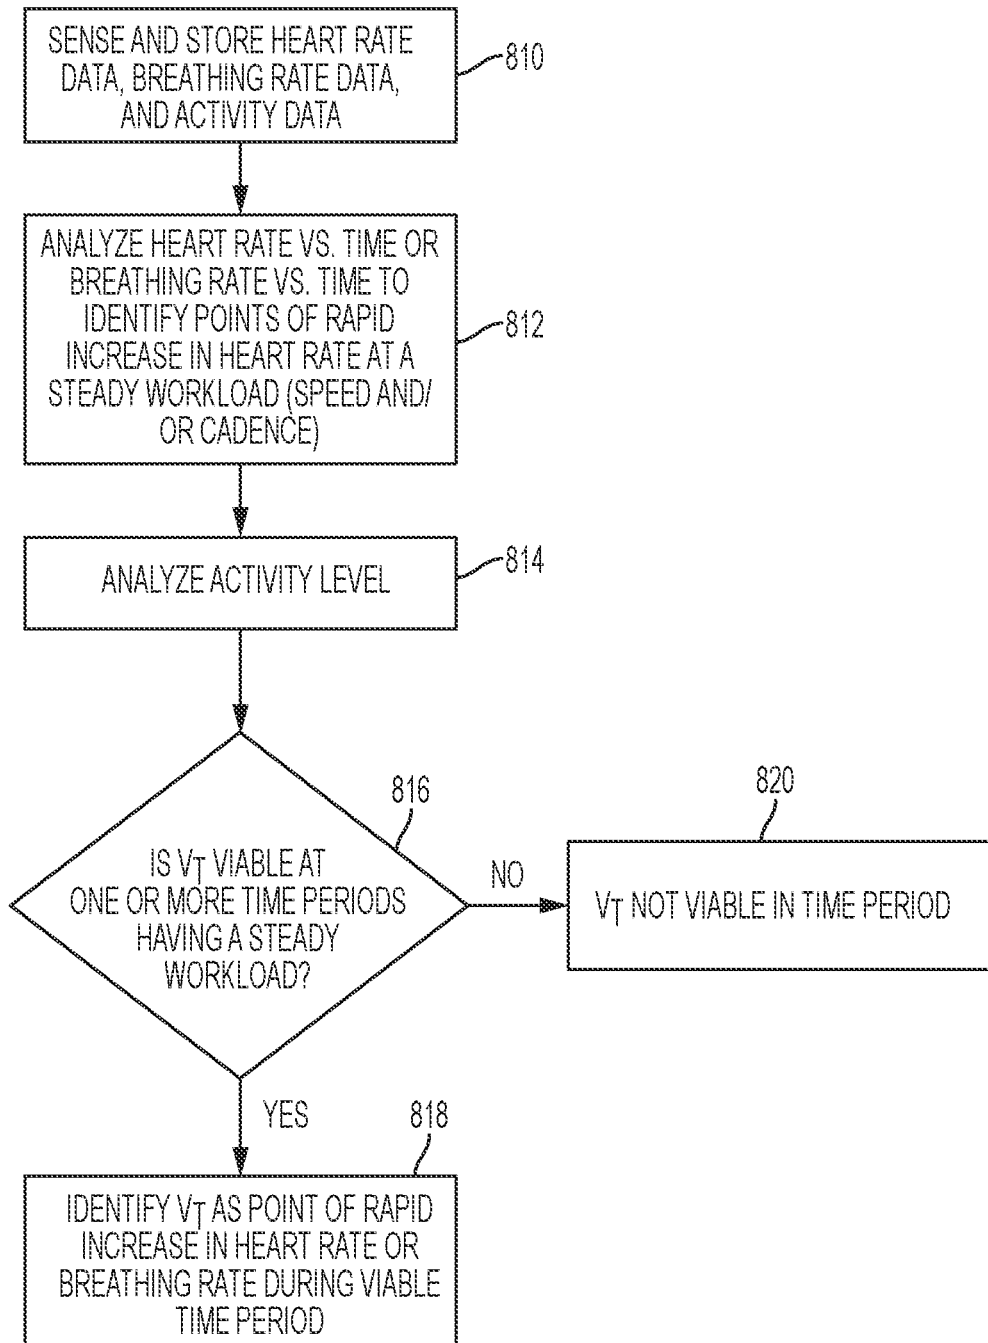 SENSE AND STORE HEART RATE
DATA, BREATHING RATE DATA,
AND ACTIVITY DATA
810
ANALYZE HEART RATE VS. TIME OR
BREATHING RATE VS. TIME TO
IDENTIFY POINTS OF RAPID
INCREASE IN HEART RATE AT A
STEADY WORKLOAD (SPEED AND/
OR CADENCE)
812
ANALYZE ACTIVITY LEVEL
814
816
IS VT VIABLE AT
ONE OR MORE TIME PERIODS
HAVING A STEADY
WORKLOAD?
NO
820
VT NOT VIABLE IN TIME PERIOD
YES
818
IDENTIFY VT AS POINT OF RAPID
INCREASE IN HEART RATE OR
BREATHING RATE DURING VIABLE
TIME PERIOD